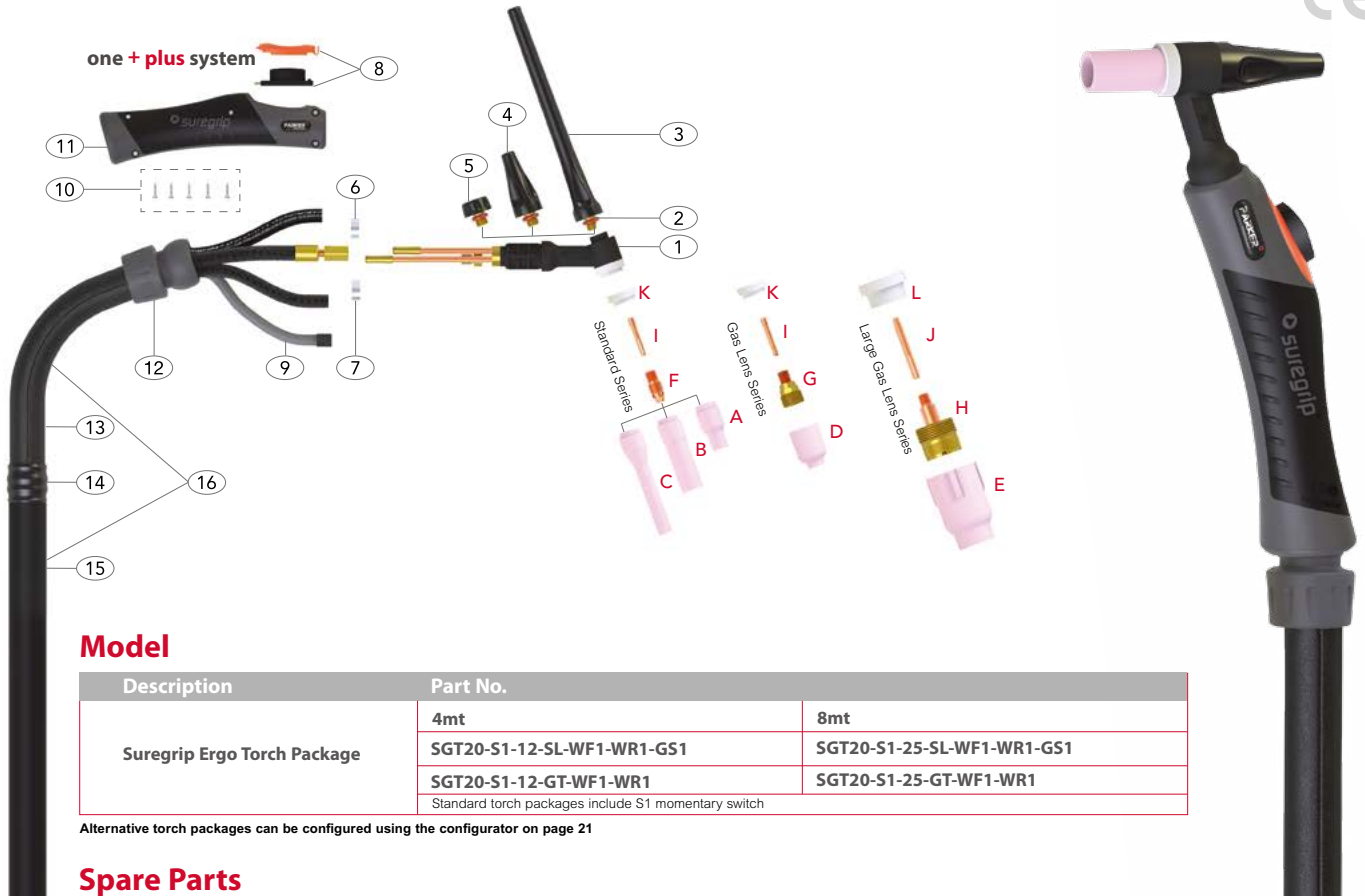 CE
one + plus system
8
suregrip
PARKER
11
10
4
3
5
6
2
1
12
9
7
13
14
16
15
K
I
F
Standard Series
A
B
C
K
I
G
Gas Lens Series
D
L
J
H
Large Gas Lens Series
E
PARKER
suregrip
Model
Description Part No.
4mt 8mt
Suregrip Ergo Torch Package
SGT20-S1-12-SL-WF1-WR1-GS1 SGT20-S1-25-SL-WF1-WR1-GS1
SGT20-S1-12-GT-WF1-WR1 SGT20-S1-25-GT-WF1-WR1
Standard torch packages include S1 momentary switch
Alternative torch packages can be configured using the configurator on page 21
Spare Parts